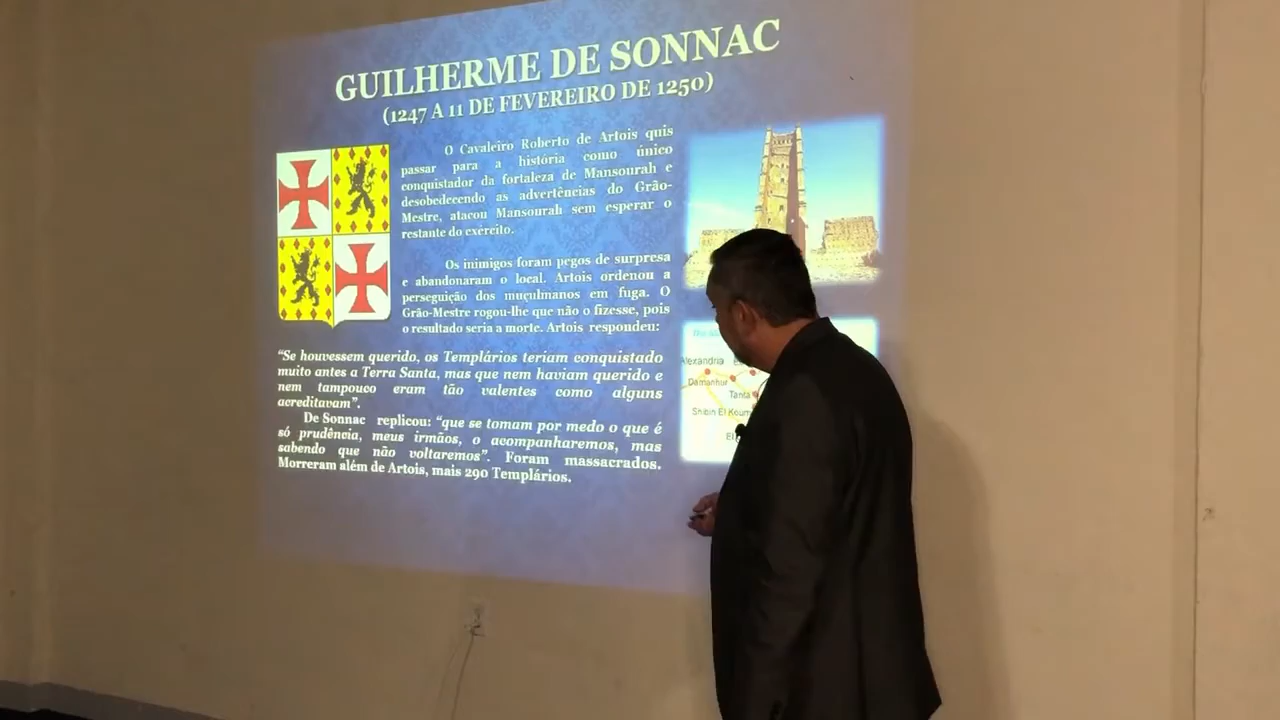 GUILHERME DE SONNAC
(1247 A 11 DE FEVEREIRO DE 1250)
O Cavaleiro Roberto de Artois quis
passar para a história como único
conquistador da fortaleza de Mansourah e
desobedecendo as advertências do Grão-
Mestre, atacou Mansourah sem esperar o
restante do exército.
Os inimigos foram pegos de surpresa
e abandonaram o local. Artois ordenou a
perseguição dos muçulmanos em fuga. O
Grão-Mestre rogou-lhe que não o fizesse, pois
o resultado seria a morte. Artois respondeu:
“Se houvessem querido, os Templários teriam conquistado
muito antes a Terra Santa, mas que nem haviam querido e
nem tampouco eram tão valentes como alguns
acreditavam”.
De Sonnac replicou: “que se tomam por medo o que é
só prudência, meus irmãos, o acompanharemos, mas
sabendo que não voltaremos”. Foram massacrados.
Morreram além de Artois, mais 290 Templários.
Alexandria
Damanhur
Tanta
Shibin El Koum